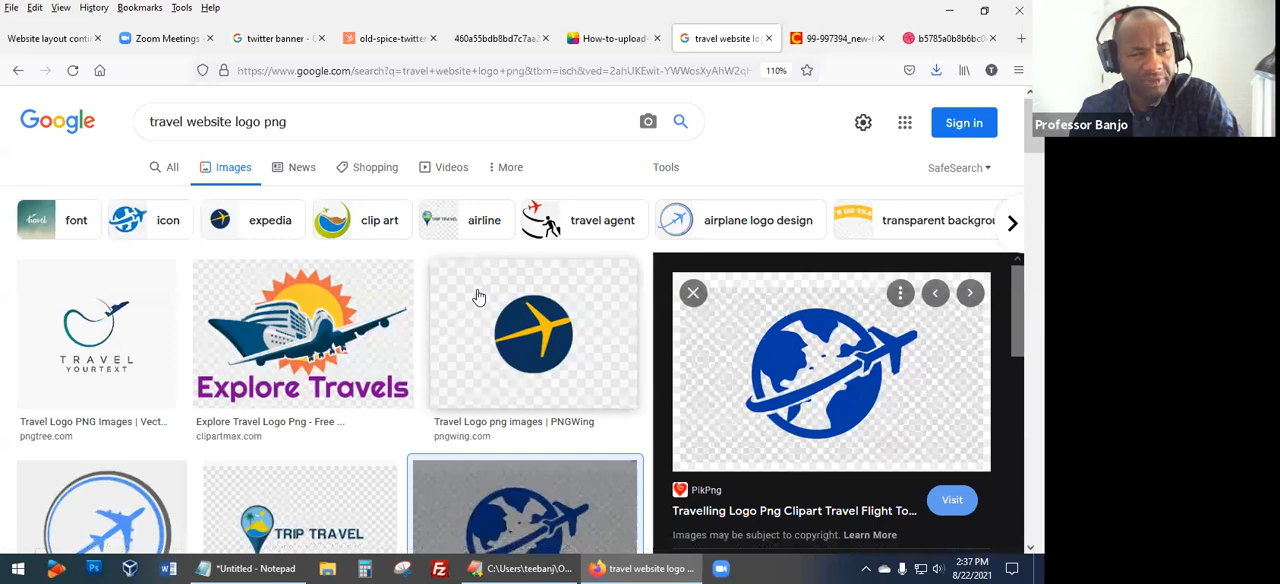 File Edit View History Bookmarks Tools Help
Website layout conti
Zoom Meetings -
twitter banner -
old-spice-twitter
460a55bdb8bd7c7aa2
How-to-upload-
travel website lo
99-997394_new-t
b5785a0b8b6bc0
https://www.google.com/search?q=travel+website+logo+png&tbm=isch&ved=2ahUKEwit-YWWosXyAhW2ql
110%
Professor Banjo
Google
travel website logo png
Sign in
All Images News Shopping Videos More Tools SafeSearch
font icon expedia clip art airline travel agent airplane logo design transparent backgrou
TRAVEL
YOURTEXT
Explore Travels
Travel Logo PNG Images | Vect...
pngtree.com
Explore Travel Logo Png - Free ...
clipartmax.com
Travel Logo png images | PNGWing
pngwing.com
TRIP TRAVEL
PikPng
Visit
Travelling Logo Png Clipart Travel Flight To...
Images may be subject to copyright. Learn More
*Untitled - Notepad
C:\Users\teebanj\O...
travel website logo ...
2:37 PM
8/22/2021